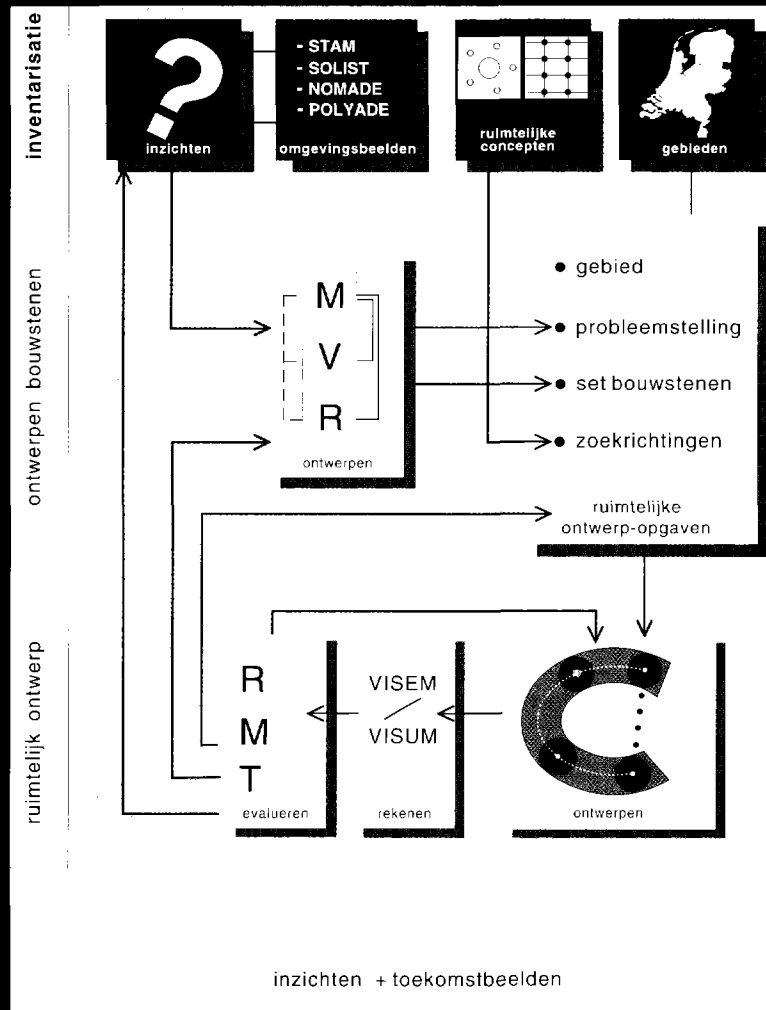 inventarisatie
- STAM
- SOLIST
- NOMADE
- POLYADE
inzichten
omgevingsbeelden
ruimtelijke
concepten
gebieden
ontwerpen bouwstenen
M
V
R
ontwerpen
gebied
probleemstelling
set bouwstenen
zoekrichtingen
ruimtelijke
ontwerp-opgaven
ruimtelijk ontwerp
R
M
T
evalueren
VISEM
VISUM
rekenen
ontwerpen
inzichten + toekomstbeelden